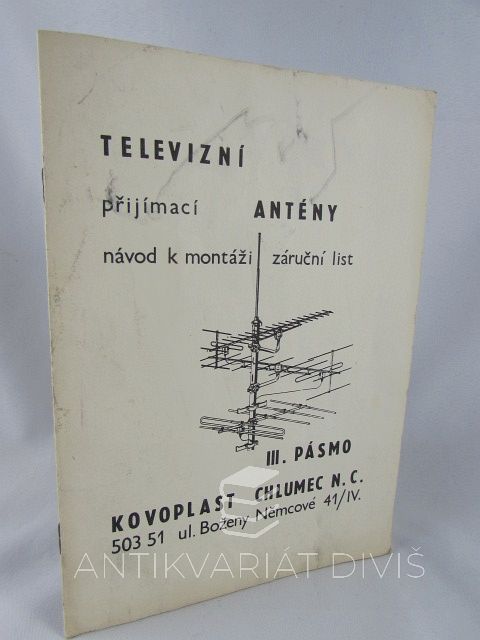 TELEVIZNÍ
přijímací ANTÉNY
návod k montáži záruční list
III. PÁSMO
KOVOPLAST CHLUMEC N. C.
503 51 ul. Boženy Němcové 41/IV.
ANTIKVARIÁT DIVIŠ